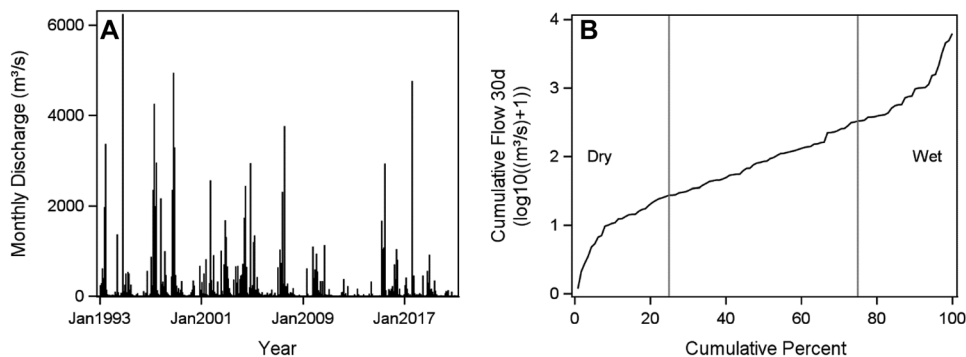 A
Monthly Discharge (m³/s)
6000
4000
2000
0
Jan1993
Jan2001
Jan2009
Jan2017
Year
B
Cumulative Flow 30d
(log10((m³/s)+1))
4
3
2
1
0
Dry
Wet
0
20
40
60
80
100
Cumulative Percent